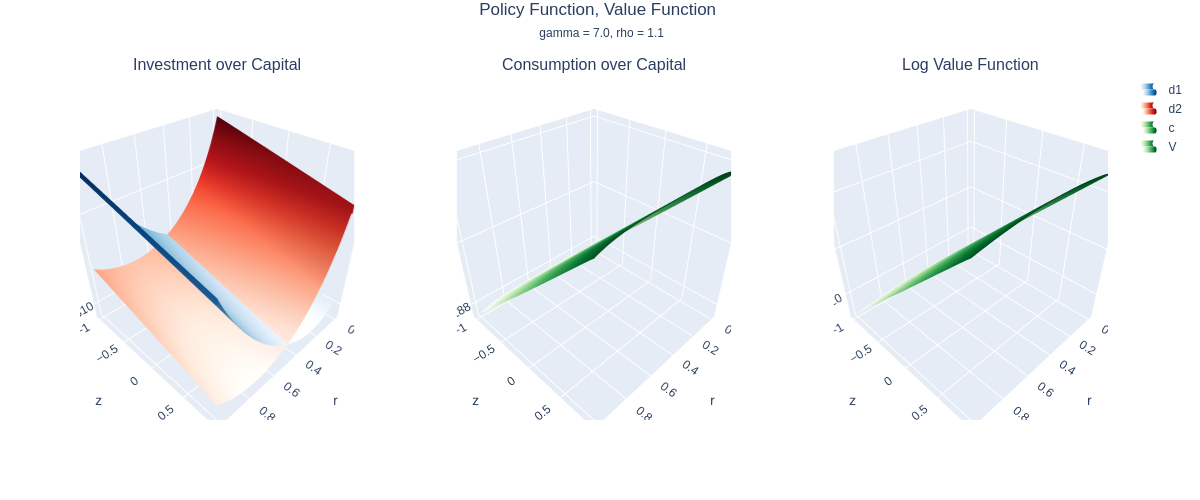 Policy Function, Value Function
gamma = 7.0, rho = 1.1
Investment over Capital
Consumption over Capital
Log Value Function
d1
d2
c
V
−1
−0.5
0
0.5
z
0.2
0.4
0.6
0.8
r
−1
−0.5
0
0.5
z
0.2
0.4
0.6
0.8
r
−1
−0.5
0
0.5
z
0.2
0.4
0.6
0.8
r